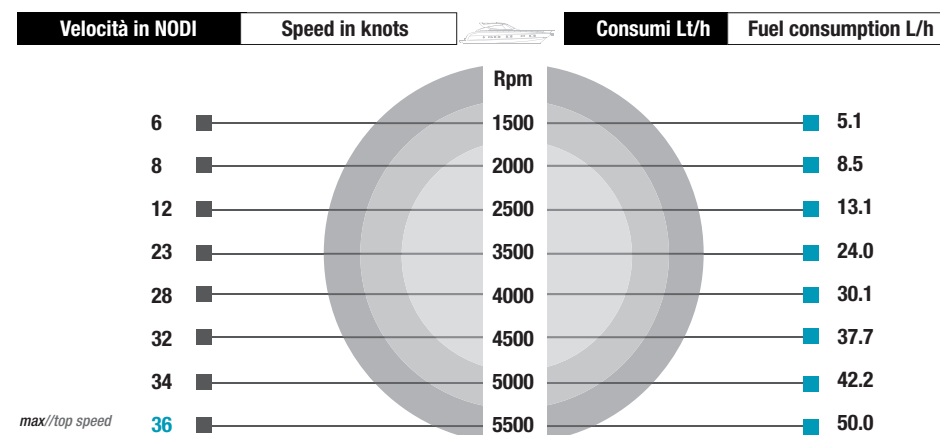 Velocità in NODI Speed in knots Consumi Lt/h Fuel consumption L/h
Rpm
6 1500 5.1
8 2000 8.5
12 2500 13.1
23 3500 24.0
28 4000 30.1
32 4500 37.7
34 5000 42.2
max//top speed 36 5500 50.0